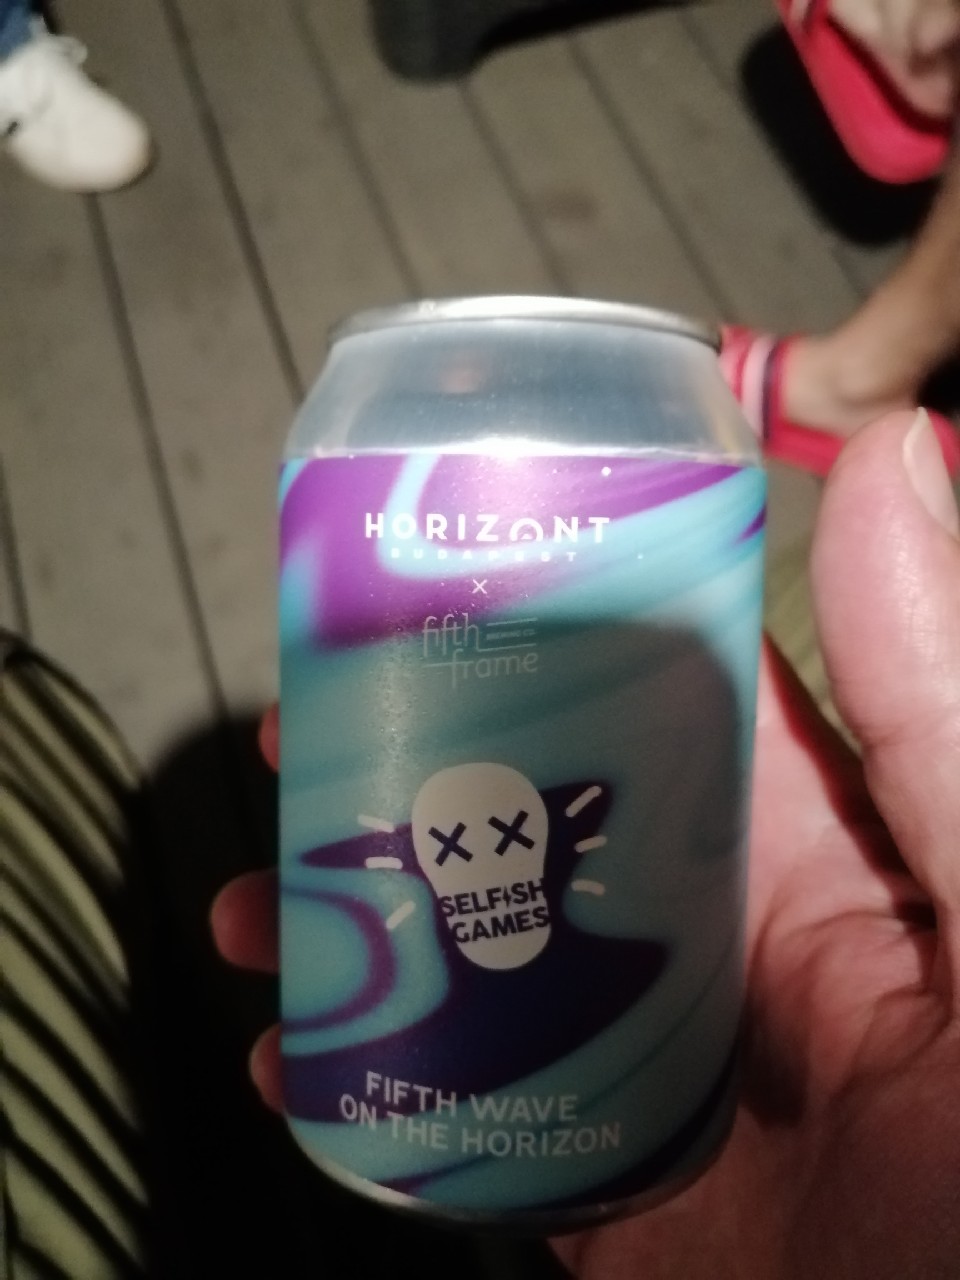 HORIZONT
BUDAPEST
×
fifth
BREWING CO.
frame
SELFISH
GAMES
FIFTH WAVE
ON THE HORIZON